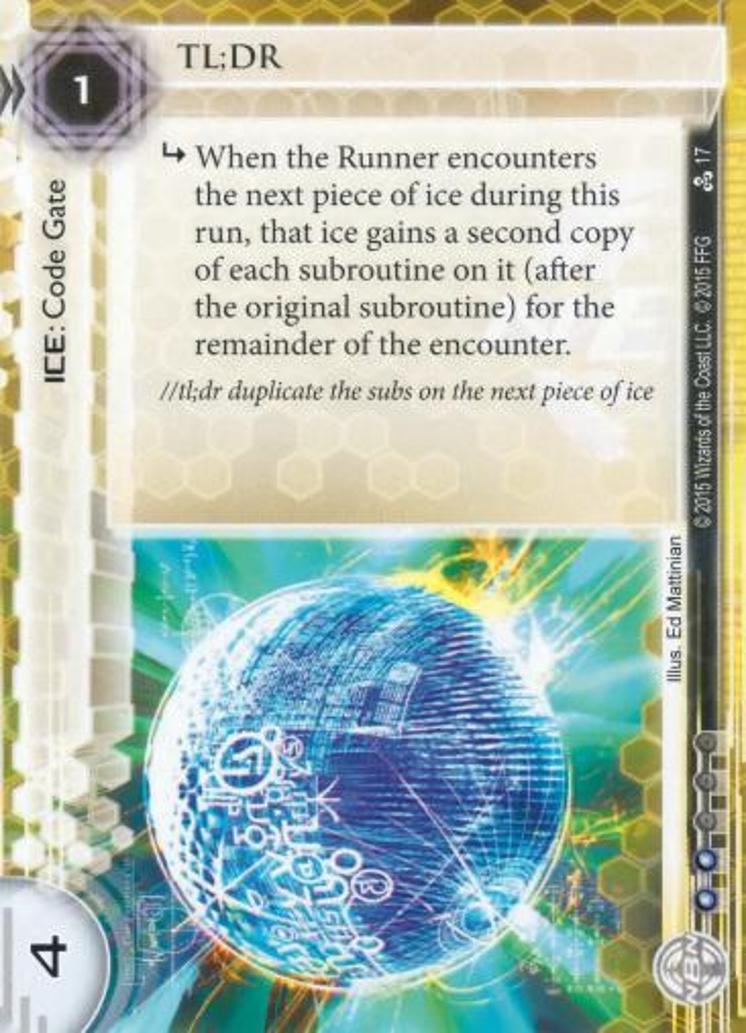 TL;DR
1
ICE: Code Gate
↳ When the Runner encounters
the next piece of ice during this
run, that ice gains a second copy
of each subroutine on it (after
the original subroutine) for the
remainder of the encounter.
//tl;dr duplicate the subs on the next piece of ice
17
© 2015 Wizards of the Coast LLC. © 2015 FFG
Illus. Ed Mattinian
4